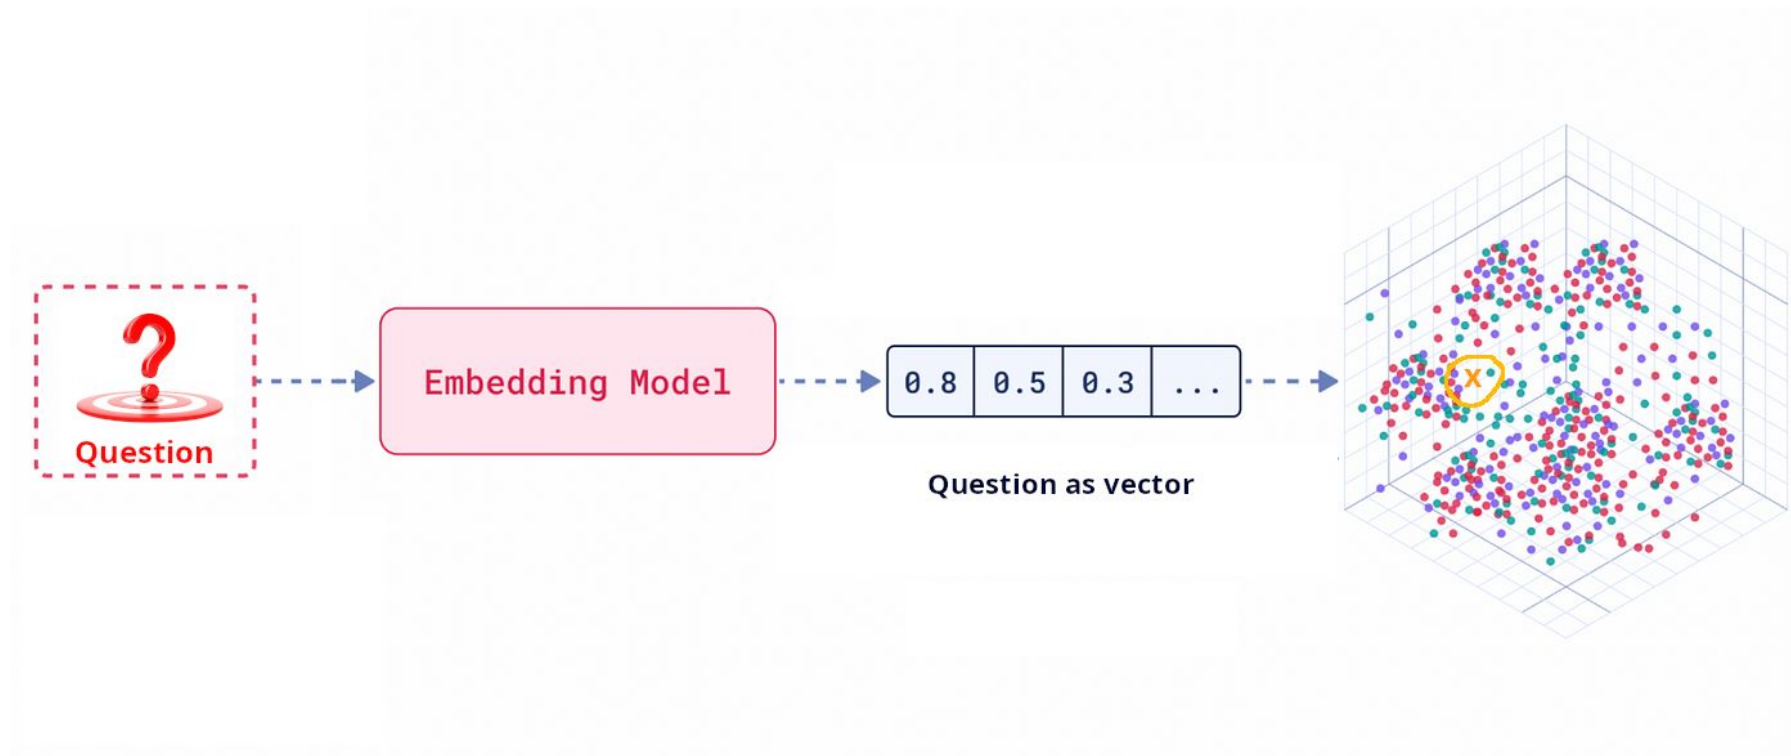 ?
Question
Embedding Model
0.8 0.5 0.3 ...
Question as vector
x